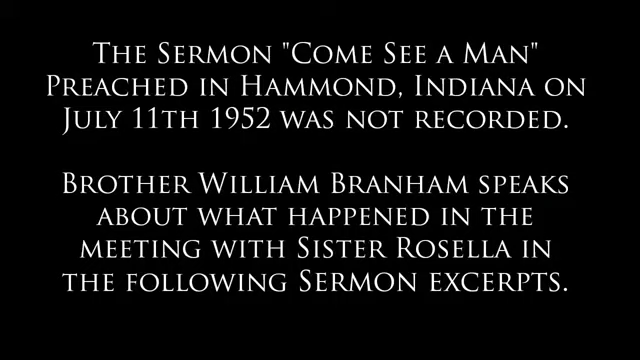 The Sermon "Come See a Man"
Preached in Hammond, Indiana on
July 11th 1952 was not recorded.
Brother William Branham speaks
about what happened in the
meeting with Sister Rosella in
the following Sermon excerpts.